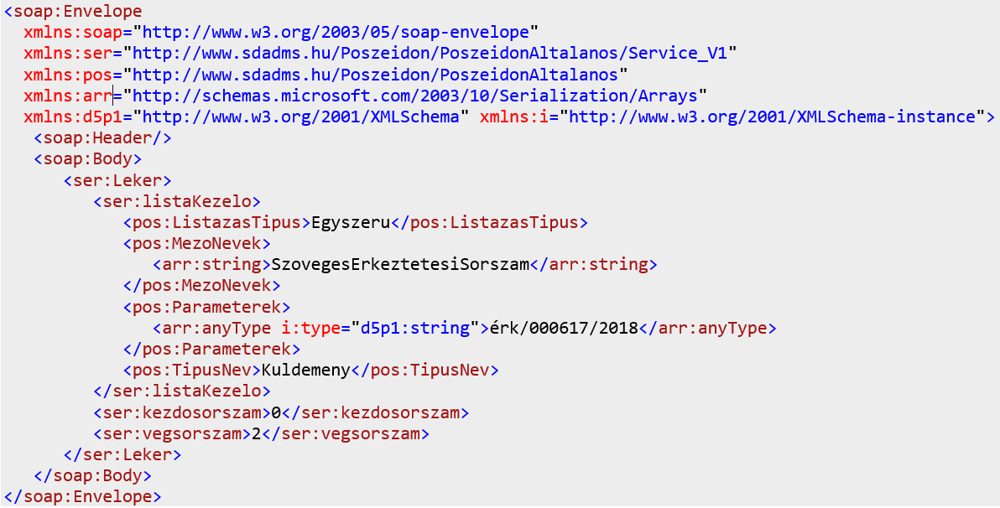 <soap:Envelope
xmlns:soap="http://www.w3.org/2003/05/soap-envelope"
xmlns:ser="http://www.sdadms.hu/Poszeidon/PoszeidonAltalanos/Service_V1"
xmlns:pos="http://www.sdadms.hu/Poszeidon/PoszeidonAltalanos"
xmlns:arr="http://schemas.microsoft.com/2003/10/Serialization/Arrays"
xmlns:d5p1="http://www.w3.org/2001/XMLSchema" xmlns:i="http://www.w3.org/2001/XMLSchema-instance">
<soap:Header/>
<soap:Body>
<ser:Leker>
<ser:listaKezelo>
<pos:ListazasTipus>Egyszeru</pos:ListazasTipus>
<pos:MezoNevek>
<arr:string>SzovegesErkeztetesiSorszam</arr:string>
</pos:MezoNevek>
<pos:Parameterek>
<arr:anyType i:type="d5p1:string">érk/000617/2018</arr:anyType>
</pos:Parameterek>
<pos:TipusNev>Kuldemeny</pos:TipusNev>
</ser:listaKezelo>
<ser:kezdosorszam>0</ser:kezdosorszam>
<ser:vegsorszam>2</ser:vegsorszam>
</ser:Leker>
</soap:Body>
</soap:Envelope>